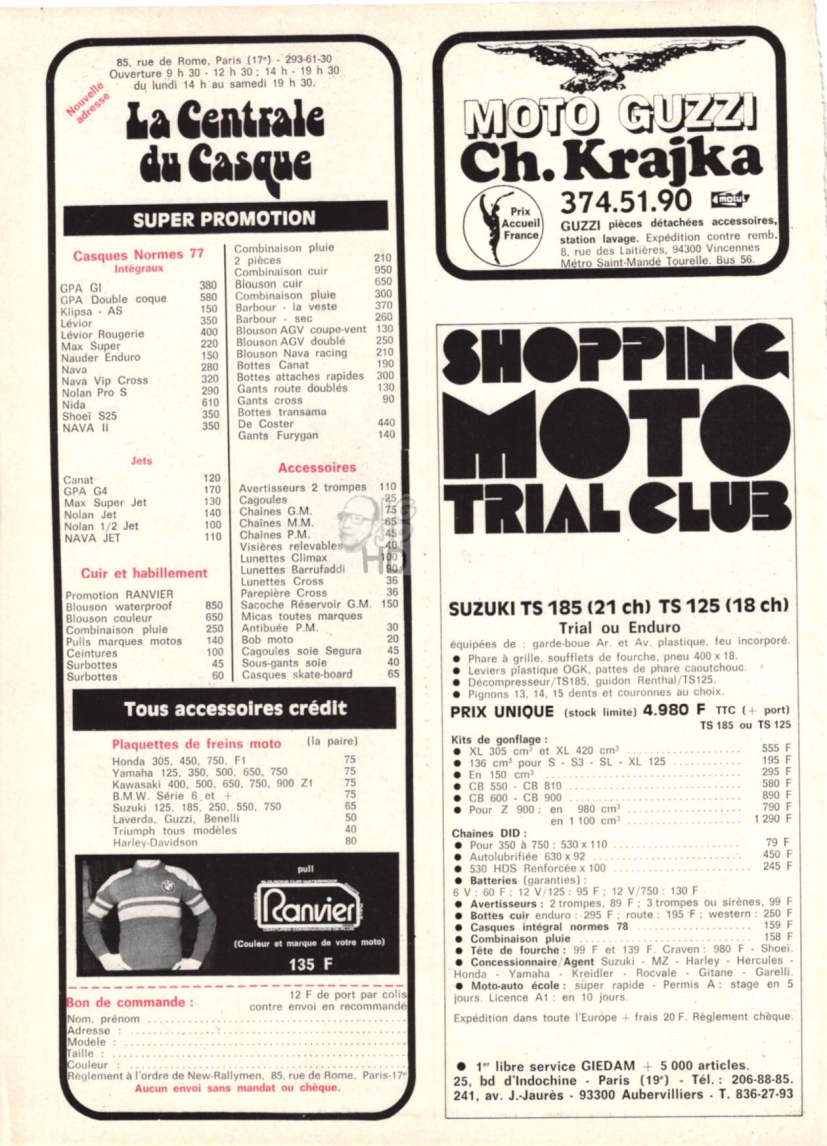 85, rue de Rome, Paris (17e) - 293-61-30
Ouverture 9 h 30 - 12 h 30 ; 14 h - 19 h 30
du lundi 14 h au samedi 19 h 30.
Nouvelle
adresse
La Centrale
du Casque
SUPER PROMOTION
Casques Normes 77
Intégraux
GPA GI 380
GPA Double coque 580
Klipsa - AS 150
Lévior 350
Lévior Rougerie 400
Max Super 220
Nauder Enduro 150
Nava 280
Nava Vip Cross 320
Nolan Pro S 290
Nida 610
Shoeï S25 350
NAVA II 350
Jets
Canat 120
GPA G4 170
Max Super Jet 130
Nolan Jet 140
Nolan 1/2 Jet 100
NAVA JET 110
Cuir et habillement
Promotion RANVIER
Blouson waterproof 850
Blouson couleur 650
Combinaison pluie 250
Pulls marques motos 140
Ceintures 100
Surbottes 45
Surbottes 60
Combinaison pluie
2 pièces 210
Combinaison cuir 950
Blouson cuir 650
Combinaison pluie 300
Barbour - la veste 370
Barbour - sec 260
Blouson AGV coupe-vent 130
Blouson AGV doublé 250
Blouson Nava racing 210
Bottes Canat 190
Bottes attaches rapides 300
Gants route doublés 130
Gants cross 90
Bottes transama
De Coster 440
Gants Furygan 140
Accessoires
Avertisseurs 2 trompes 110
Cagoules 25
Chaînes G.M. 75
Chaînes M.M. 65
Chaînes P.M. 45
Visières relevables 40
Lunettes Climax 100
Lunettes Barrufaddi 90
Lunettes Cross 36
Parepière Cross 36
Sacoche Réservoir G.M. 150
Micas toutes marques
Antibuée P.M. 30
Bob moto 20
Cagoules soie Segura 45
Sous-gants soie 40
Casques skate-board 65
Tous accessoires crédit
Plaquettes de freins moto (la paire)
Honda 305, 450, 750, F1 75
Yamaha 125, 350, 500, 650, 750 75
Kawasaki 400, 500, 650, 750, 900 Z1 75
B.M.W. Série 6 et + 75
Suzuki 125, 185, 250, 550, 750 65
Laverda, Guzzi, Benelli 50
Triumph tous modèles 40
Harley-Davidson 80
pull
Ranvier
(Couleur et marque de votre moto)
135 F
Bon de commande :
12 F de port par colis
contre envoi en recommandé
Nom, prénom
Adresse :
Modèle :
Taille :
Couleur :
Règlement à l'ordre de New-Rallymen, 85, rue de Rome, Paris-17e
Aucun envoi sans mandat ou chèque.
MOTO GUZZI
Ch. Krajka
374.51.90 motul
Prix
Accueil
France
GUZZI pièces détachées accessoires,
station lavage. Expédition contre remb.
8, rue des Laitières, 94300 Vincennes
Métro Saint-Mandé Tourelle. Bus 56.
SHOPPING
MOTO
TRIAL CLUB
SUZUKI TS 185 (21 ch) TS 125 (18 ch)
Trial ou Enduro
équipées de : garde-boue Ar. et Av. plastique, feu incorporé.
● Phare à grille, soufflets de fourche, pneu 400 x 18.
● Leviers plastique OGK, pattes de phare caoutchouc.
● Décompresseur/TS185, guidon Renthal/TS125.
● Pignons 13, 14, 15 dents et couronnes au choix.
PRIX UNIQUE (stock limité) 4.980 F TTC (+ port)
TS 185 ou TS 125
Kits de gonflage :
● XL 305 cm3 et XL 420 cm3 555 F
● 136 cm3 pour S - S3 - SL - XL 125 195 F
● En 150 cm3 295 F
● CB 550 - CB 810 580 F
● CB 600 - CB 900 890 F
● Pour Z 900 : en 980 cm3 790 F
en 1 100 cm3 1 290 F
Chaines DID :
● Pour 350 à 750 : 530 x 110 79 F
● Autolubrifiée 630 x 92 450 F
● 530 HDS Renforcée x 100 245 F
● Batteries (garanties) :
6 V : 60 F ; 12 V/125 : 95 F ; 12 V/750 : 130 F
● Avertisseurs : 2 trompes, 89 F ; 3 trompes ou sirènes, 99 F
● Bottes cuir enduro : 295 F ; route : 195 F ; western : 250 F
● Casques intégral normes 78 159 F
● Combinaison pluie 158 F
● Tête de fourche : 99 F et 139 F. Craven : 980 F - Shoeï.
● Concessionnaire/Agent Suzuki - MZ - Harley - Hercules -
Honda - Yamaha - Kreidler - Rocvale - Gitane - Garelli.
● Moto-auto école : super rapide - Permis A : stage en 5
jours. Licence A1 : en 10 jours.
Expédition dans toute l'Europe + frais 20 F. Règlement chèque.
● 1er libre service GIEDAM + 5 000 articles.
25, bd d'Indochine - Paris (19e) - Tél. : 206-88-85.
241, av. J.-Jaurès - 93300 Aubervilliers - T. 836-27-93